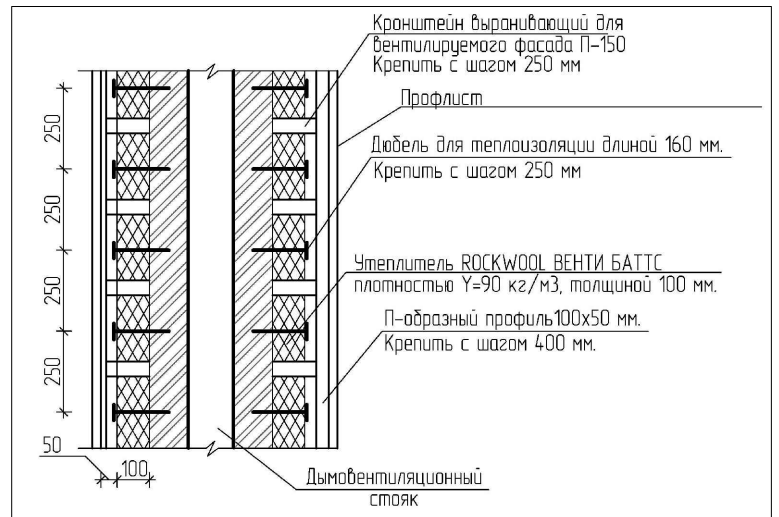 Кронштейн выранивающий для
вентилируемого фасада П-150
Крепить с шагом 250 мм
Профлист
Дюбель для теплоизоляции длиной 160 мм.
Крепить с шагом 250 мм
Утеплитель ROCKWOOL ВЕНТИ БАТТС
плотностью Y=90 кг/м3, толщиной 100 мм.
П-образный профиль100х50 мм.
Крепить с шагом 400 мм.
250
250
250
250
50
100
Дымовентиляционный
стояк